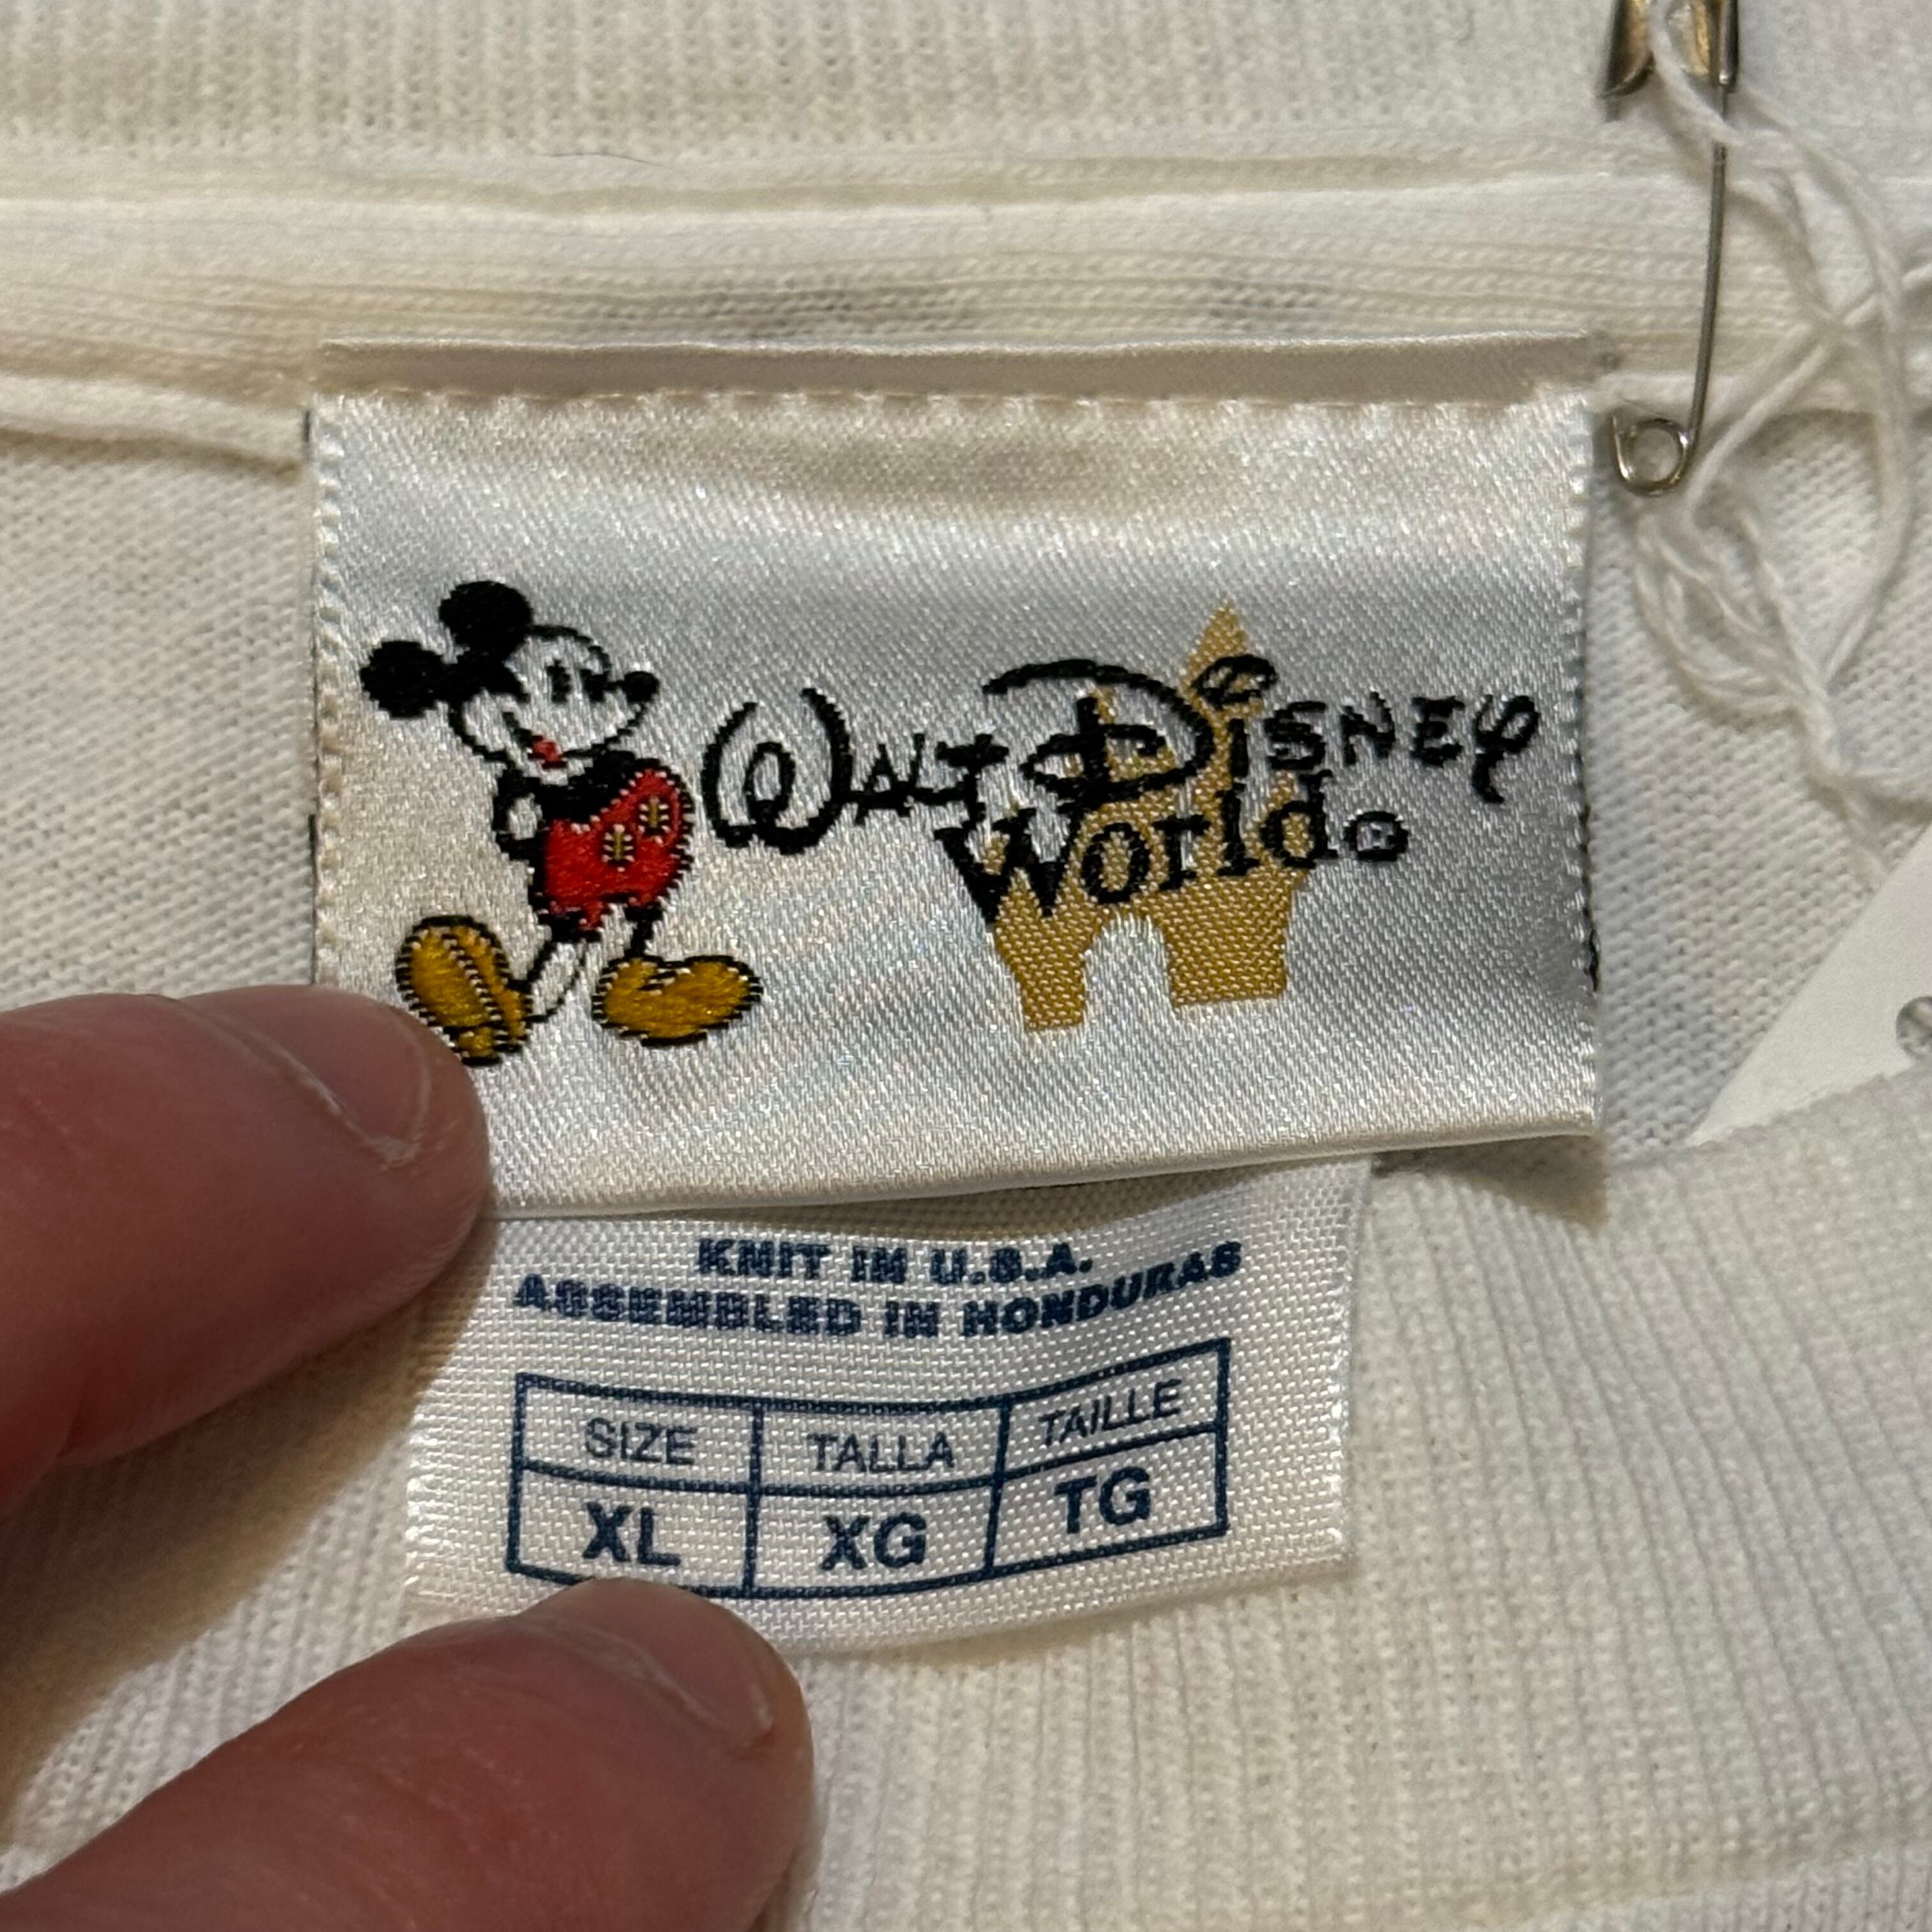 WALT DISNEY
World®
KNIT IN U.S.A.
ASSEMBLED IN HONDURAS
SIZE TALLA TAILLE
XL XG TG